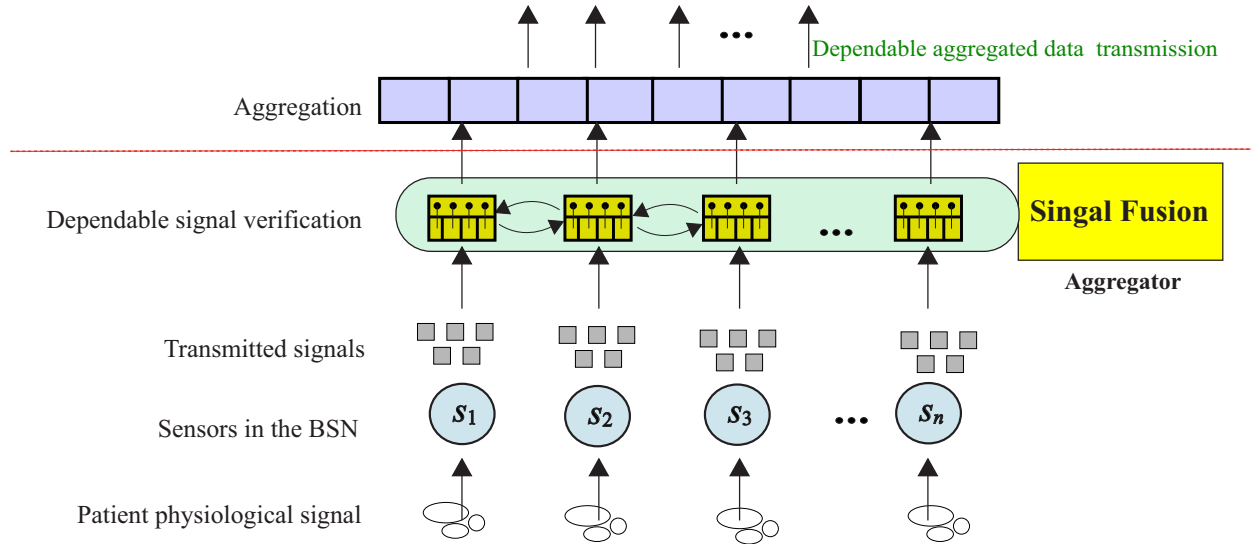 Dependable aggregated data transmission
Aggregation
Dependable signal verification
Singal Fusion
Aggregator
Transmitted signals
Sensors in the BSN
s1 s2 s3 ... sn
Patient physiological signal